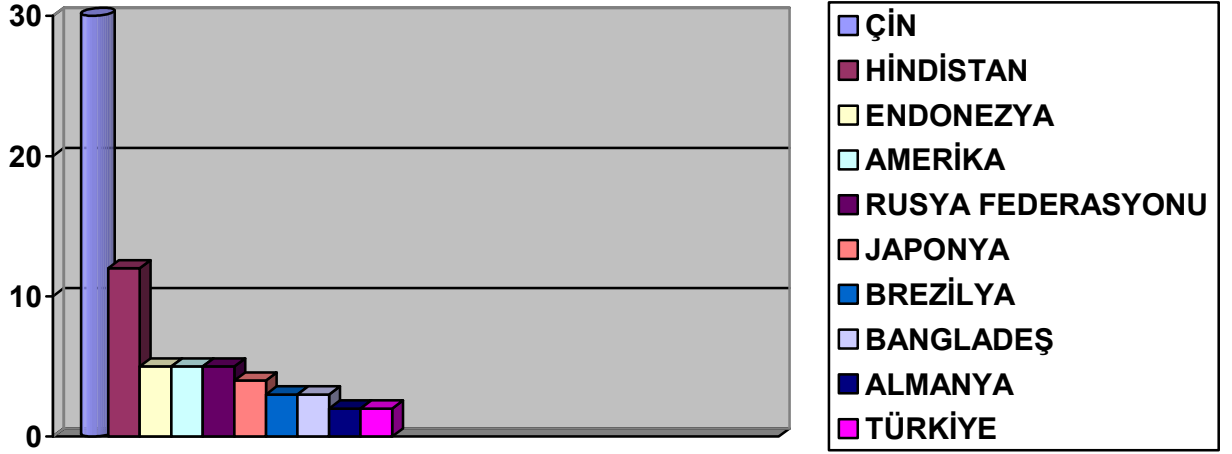 30
20
10
0
ÇİN
HİNDİSTAN
ENDONEZYA
AMERİKA
RUSYA FEDERASYONU
JAPONYA
BREZİLYA
BANGLADEŞ
ALMANYA
TÜRKİYE